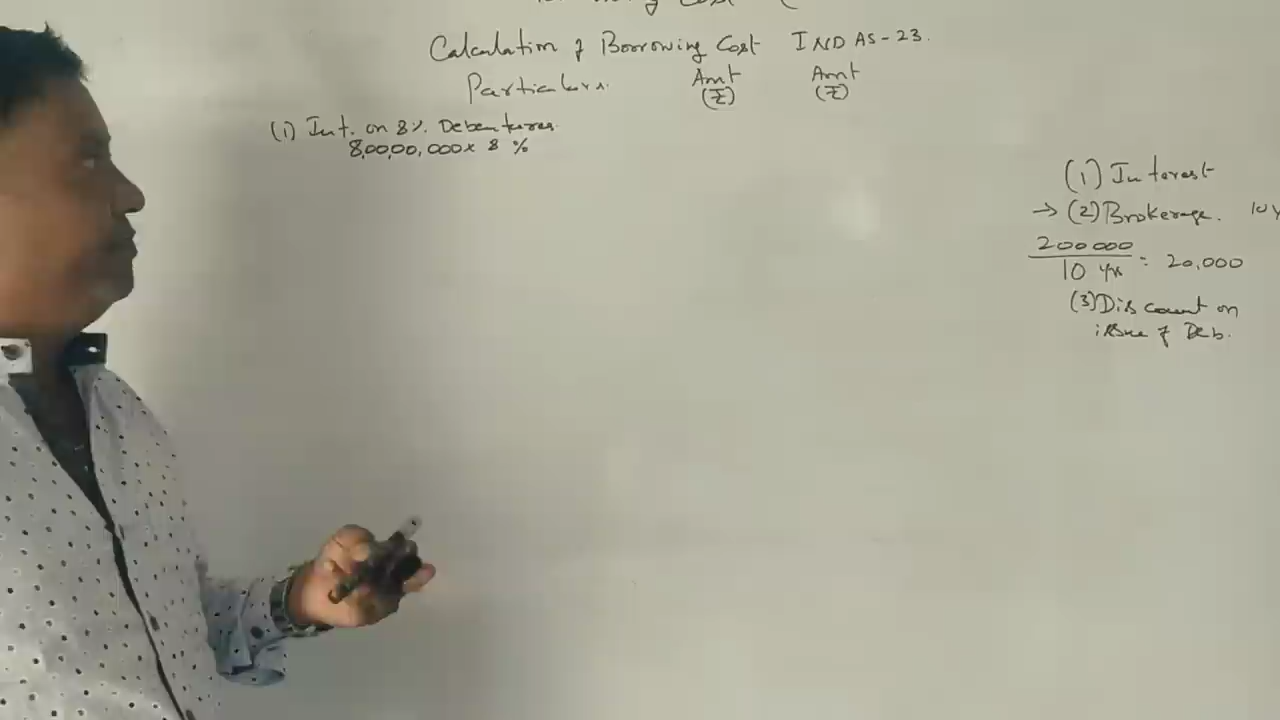 Calculation of Borrowing Cost IND AS-23.
Particulars. Amt (₹) Amt (₹)
(1) Int. on 8% Debentures.
8,00,00,000 x 8 %
(1) Interest
→ (2) Brokerage. 10 y
200000 / 10 yr = 20,000
(3) Discount on
issue of Deb.